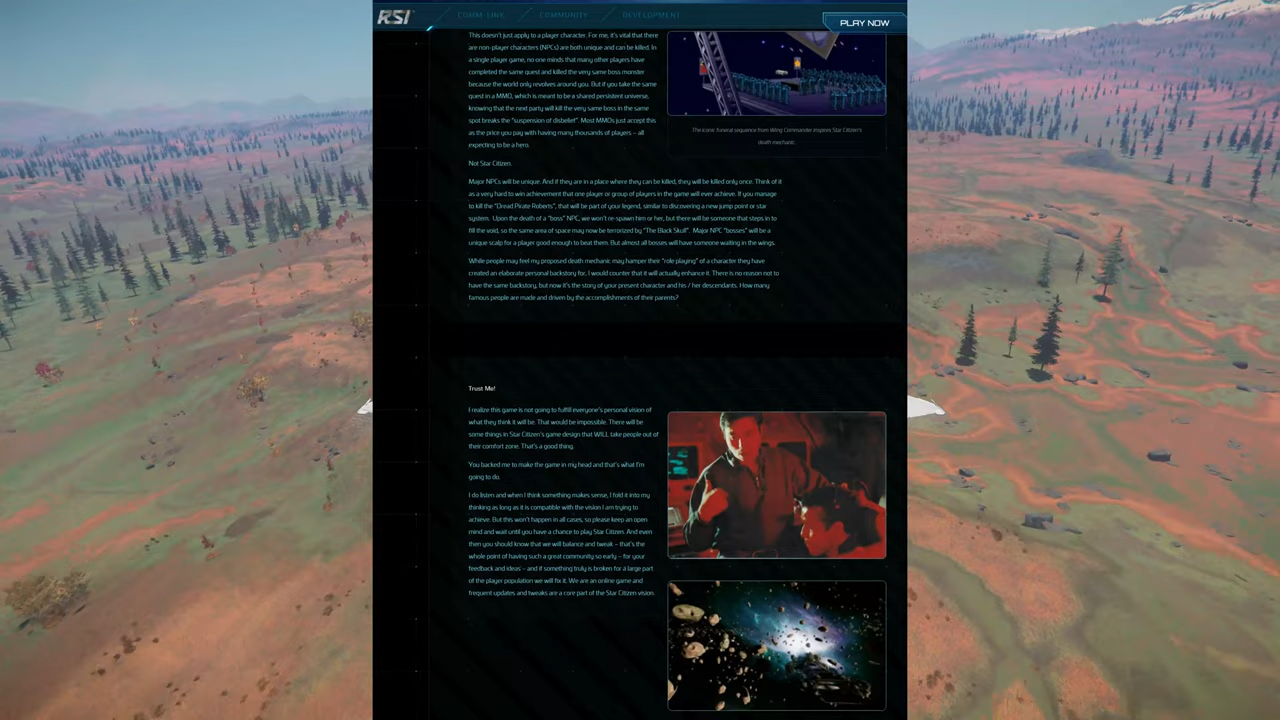 RSI
COMM-LINK
COMMUNITY
DEVELOPMENT
PLAY NOW
This doesn't just apply to a player character. For me, it's vital that there
are non-player characters (NPCs) are both unique and can be killed. In
a single player game, no one minds that many other players have
completed the same quest and killed the very same boss monster
because the world only revolves around you. But if you take the same
quest in a MMO, which is meant to be a shared persistent universe,
knowing that the next party will kill the very same boss in the same
spot breaks the "suspension of disbelief". Most MMOs just accept this
as the price you pay with having many thousands of players – all
expecting to be a hero.
The iconic funeral sequence from Wing Commander inspires Star Citizen's
death mechanic.
Not Star Citizen.
Major NPCs will be unique. And if they are in a place where they can be killed, they will be killed only once. Think of it
as a very hard to win achievement that one player or group of players in the game will ever achieve. If you manage
to kill the "Dread Pirate Roberts", that will be part of your legend, similar to discovering a new jump point or star
system. Upon the death of a "boss" NPC, we won't re-spawn him or her, but there will be someone that steps in to
fill the void, so the same area of space may now be terrorized by "The Black Skull". Major NPC "bosses" will be a
unique scalp for a player good enough to beat them. But almost all bosses will have someone waiting in the wings.
While people may feel my proposed death mechanic may hamper their "role playing" of a character they have
created an elaborate personal backstory for, I would counter that it will actually enhance it. There is no reason not to
have the same backstory, but now it's the story of your present character and his / her descendants. How many
famous people are made and driven by the accomplishments of their parents?
Trust Me!
I realize this game is not going to fulfill everyone's personal vision of
what they think it will be. That would be impossible. There will be
some things in Star Citizen's game design that WILL take people out of
their comfort zone. That's a good thing.
You backed me to make the game in my head and that's what I'm
going to do.
I do listen and when I think something makes sense, I fold it into my
thinking as long as it is compatible with the vision I am trying to
achieve. But this won't happen in all cases, so please keep an open
mind and wait until you have a chance to play Star Citizen. And even
then you should know that we will balance and tweak – that's the
whole point of having such a great community so early – for your
feedback and ideas – and if something truly is broken for a large part
of the player population we will fix it. We are an online game and
frequent updates and tweaks are a core part of the Star Citizen vision.